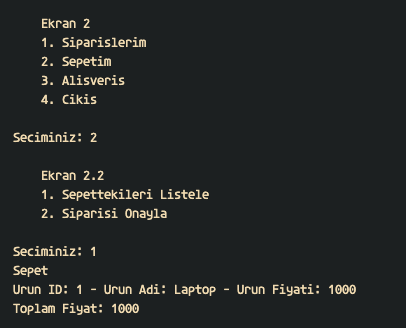 Ekran 2
1. Siparislerim
2. Sepetim
3. Alisveris
4. Cikis
Seciminiz: 2
Ekran 2.2
1. Sepettekileri Listele
2. Siparisi Onayla
Seciminiz: 1
Sepet
Urun ID: 1 - Urun Adi: Laptop - Urun Fiyati: 1000
Toplam Fiyat: 1000